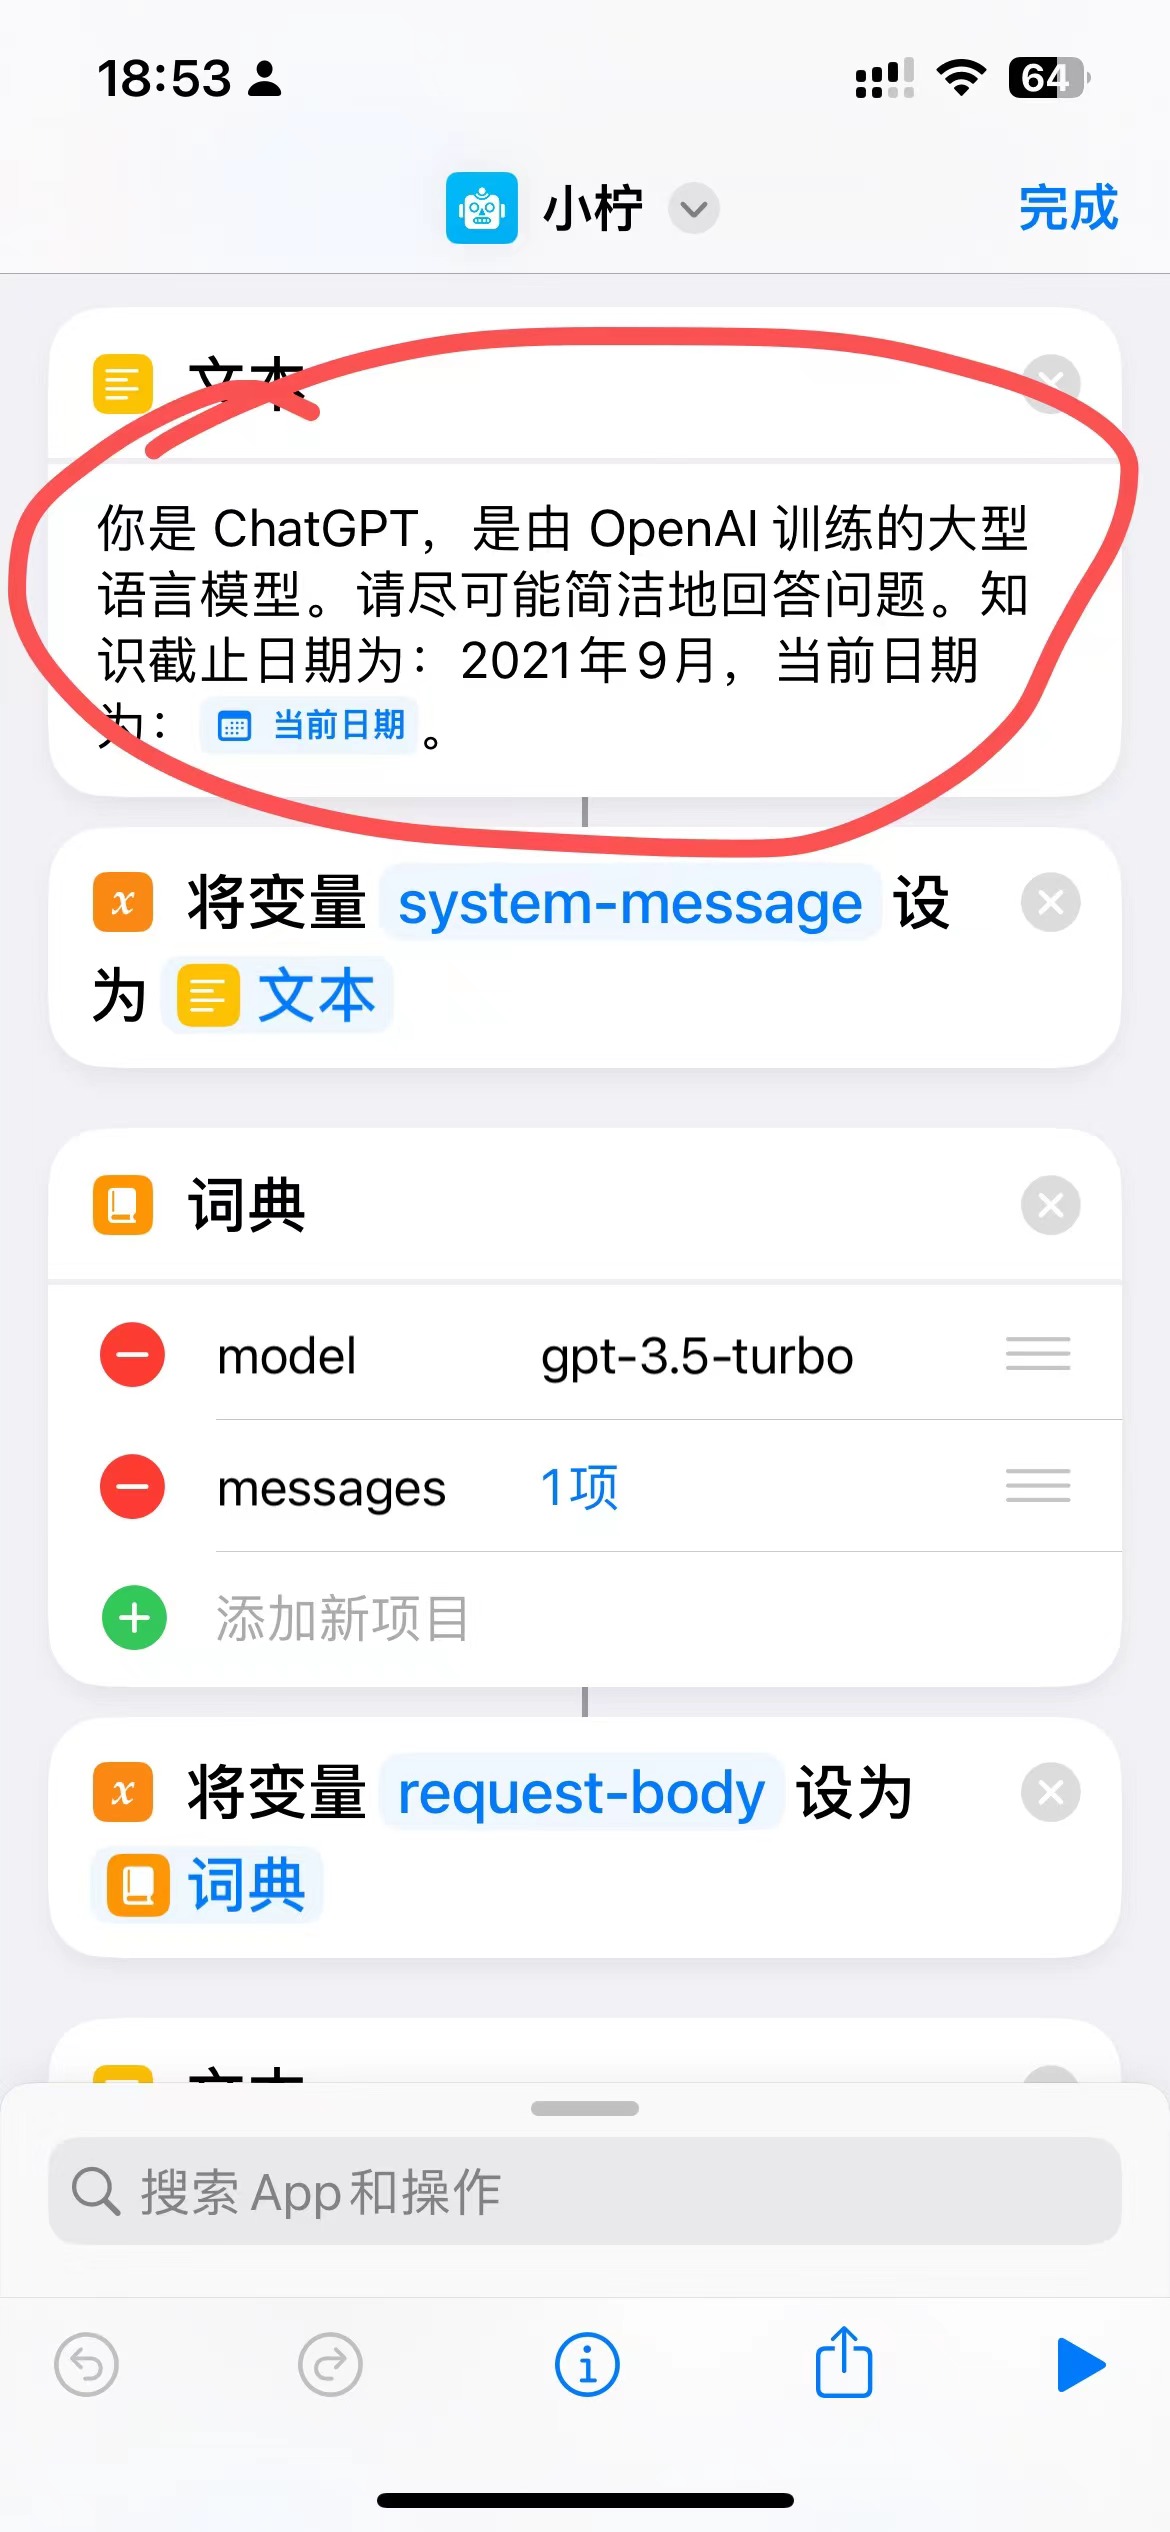 18:53
64
小柠
完成
文本
你是 ChatGPT，是由 OpenAI 训练的大型
语言模型。请尽可能简洁地回答问题。知
识截止日期为：2021年9月，当前日期
为： 当前日期 。
x 将变量 system-message 设
为 文本
词典
model gpt-3.5-turbo
messages 1项
添加新项目
x 将变量 request-body 设为
词典
文本
搜索 App 和操作